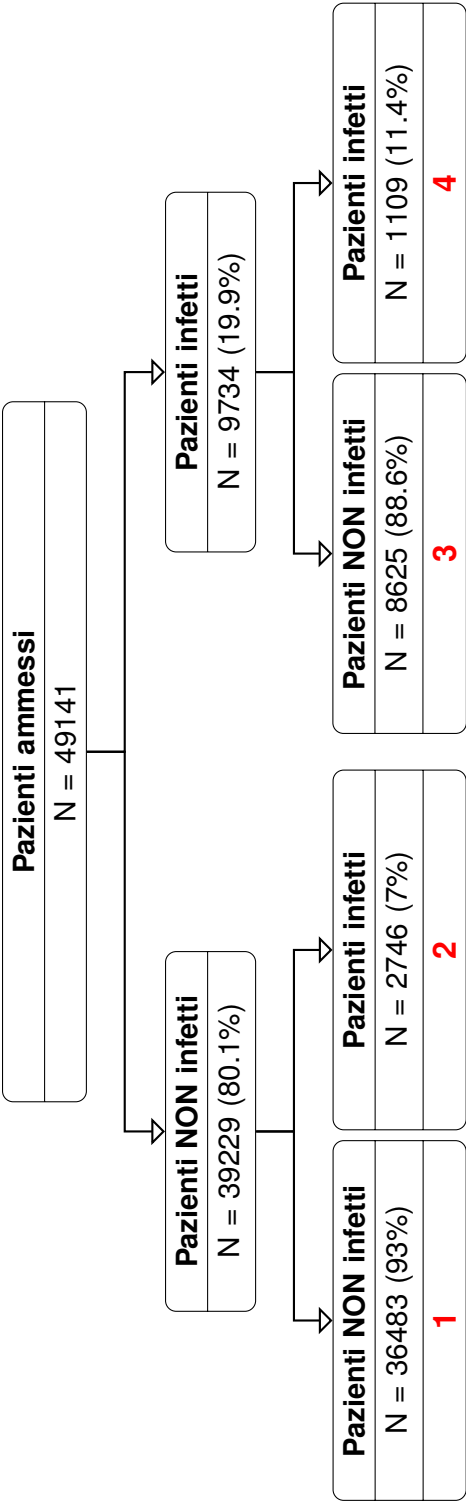 Pazienti ammessi
N = 49141
Pazienti NON infetti
N = 39229 (80.1%)
Pazienti infetti
N = 9734 (19.9%)
Pazienti NON infetti
N = 36483 (93%)
1
Pazienti infetti
N = 2746 (7%)
2
Pazienti NON infetti
N = 8625 (88.6%)
3
Pazienti infetti
N = 1109 (11.4%)
4